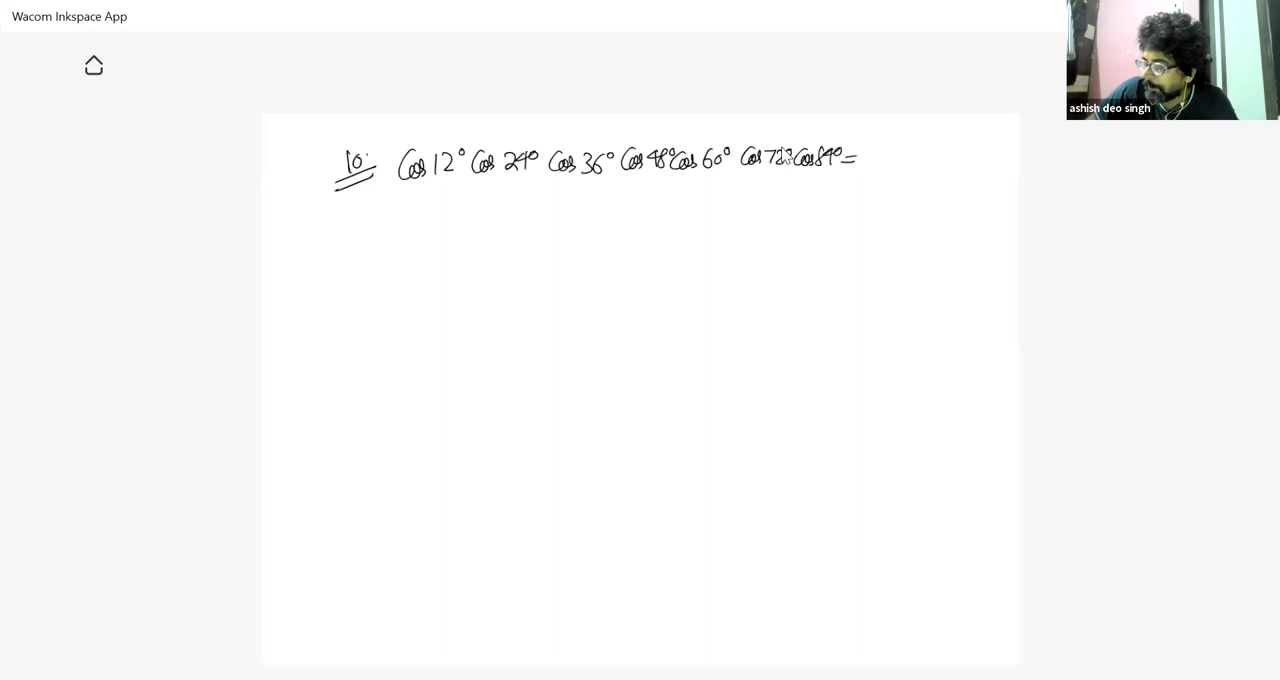 Wacom Inkspace App
ashish deo singh
10. Cos 12° Cos 24° Cos 36° Cos 48° Cos 60° Cos 72° Cos 84° =